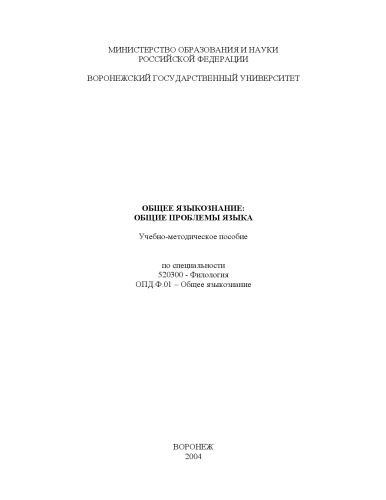 МИНИСТЕРСТВО ОБРАЗОВАНИЯ И НАУКИ
РОССИЙСКОЙ ФЕДЕРАЦИИ
ВОРОНЕЖСКИЙ ГОСУДАРСТВЕННЫЙ УНИВЕРСИТЕТ
ОБЩЕЕ ЯЗЫКОЗНАНИЕ:
ОБЩИЕ ПРОБЛЕМЫ ЯЗЫКА
Учебно-методическое пособие
по специальности
520300 - Филология
ОПД.Ф.01 – Общее языкознание
ВОРОНЕЖ
2004